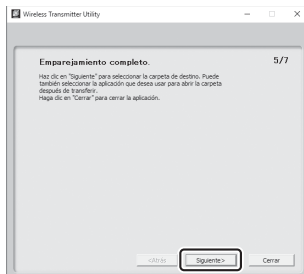 Wireless Transmitter Utility
Emparejamiento completo.
5/7
Haz clic en "Siguiente" para seleccionar la carpeta de destino. Puede
también seleccionar la aplicación que desea usar para abrir la carpeta
después de transferir.
Haga clic en "Cerrar" para cerrar la aplicación.
<Atrás
Siguiente>
Cerrar